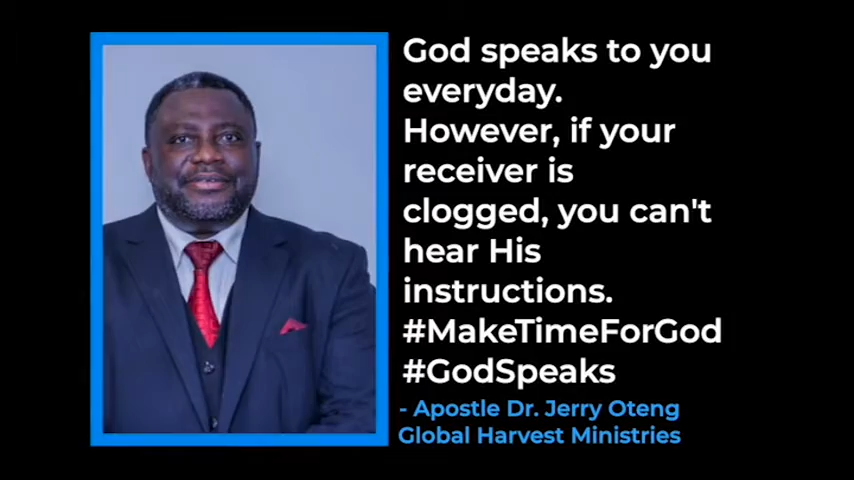 God speaks to you
everyday.
However, if your
receiver is
clogged, you can't
hear His
instructions.
#MakeTimeForGod
#GodSpeaks
- Apostle Dr. Jerry Oteng
Global Harvest Ministries